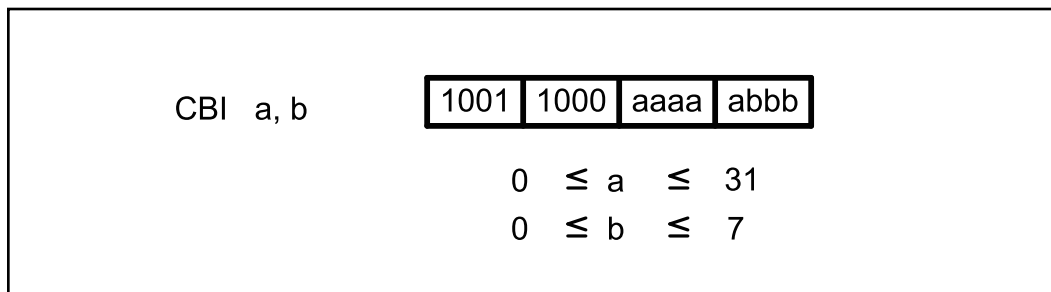 CBI a, b 1001 1000 aaaa abbb
0 ≤ a ≤ 31
0 ≤ b ≤ 7